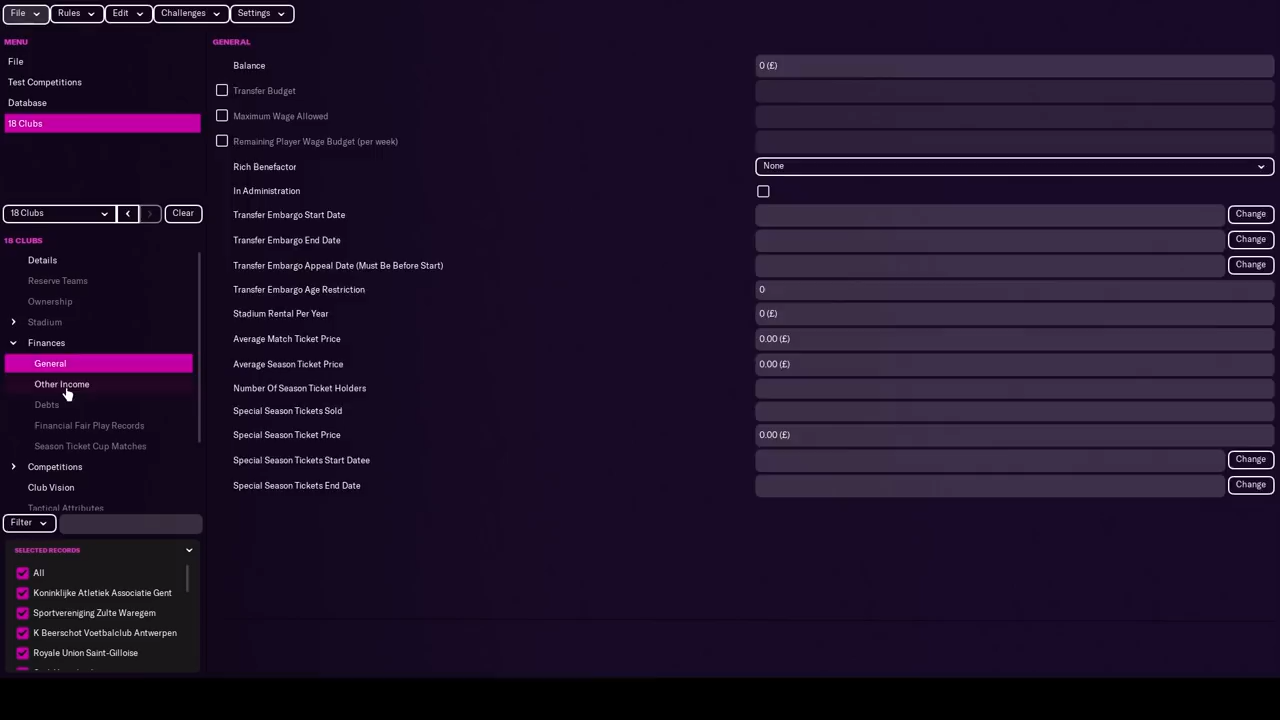 File
Rules
Edit
Challenges
Settings
MENU
File
Test Competitions
Database
18 Clubs
18 Clubs
Clear
18 CLUBS
Details
Reserve Teams
Ownership
Stadium
Finances
General
Other Income
Debts
Financial Fair Play Records
Season Ticket Cup Matches
Competitions
Club Vision
Tactical Attributes
Filter
SELECTED RECORDS
All
Koninklijke Atletiek Associatie Gent
Sportvereniging Zulte Waregem
K Beerschot Voetbalclub Antwerpen
Royale Union Saint-Gilloise
GENERAL
Balance 0 (£)
Transfer Budget
Maximum Wage Allowed
Remaining Player Wage Budget (per week)
Rich Benefactor None
In Administration
Transfer Embargo Start Date Change
Transfer Embargo End Date Change
Transfer Embargo Appeal Date (Must Be Before Start) Change
Transfer Embargo Age Restriction 0
Stadium Rental Per Year 0 (£)
Average Match Ticket Price 0.00 (£)
Average Season Ticket Price 0.00 (£)
Number Of Season Ticket Holders
Special Season Tickets Sold
Special Season Ticket Price 0.00 (£)
Special Season Tickets Start Datee Change
Special Season Tickets End Date Change